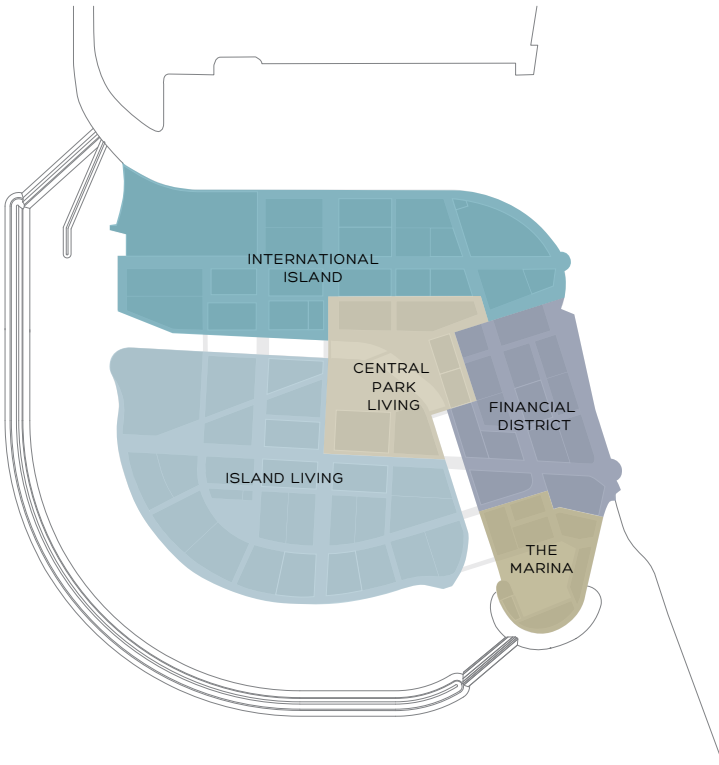 INTERNATIONAL
ISLAND
CENTRAL
PARK
LIVING
FINANCIAL
DISTRICT
ISLAND LIVING
THE
MARINA